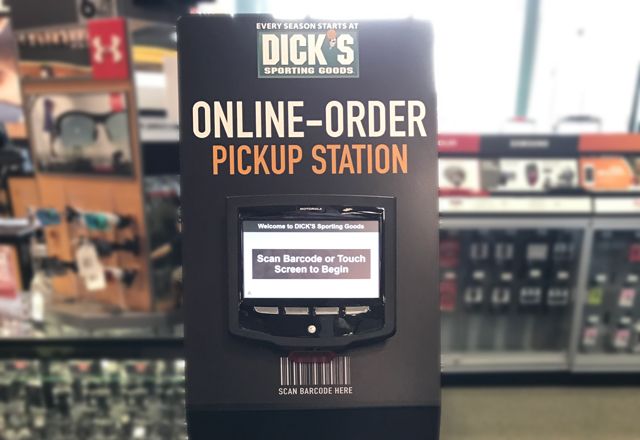 EVERY SEASON STARTS AT
DICK'S
SPORTING GOODS
ONLINE-ORDER
PICKUP STATION
MOTOROLA
Welcome to DICK'S Sporting Goods
Scan Barcode or Touch
Screen to Begin
SCAN BARCODE HERE
SAMSUNG